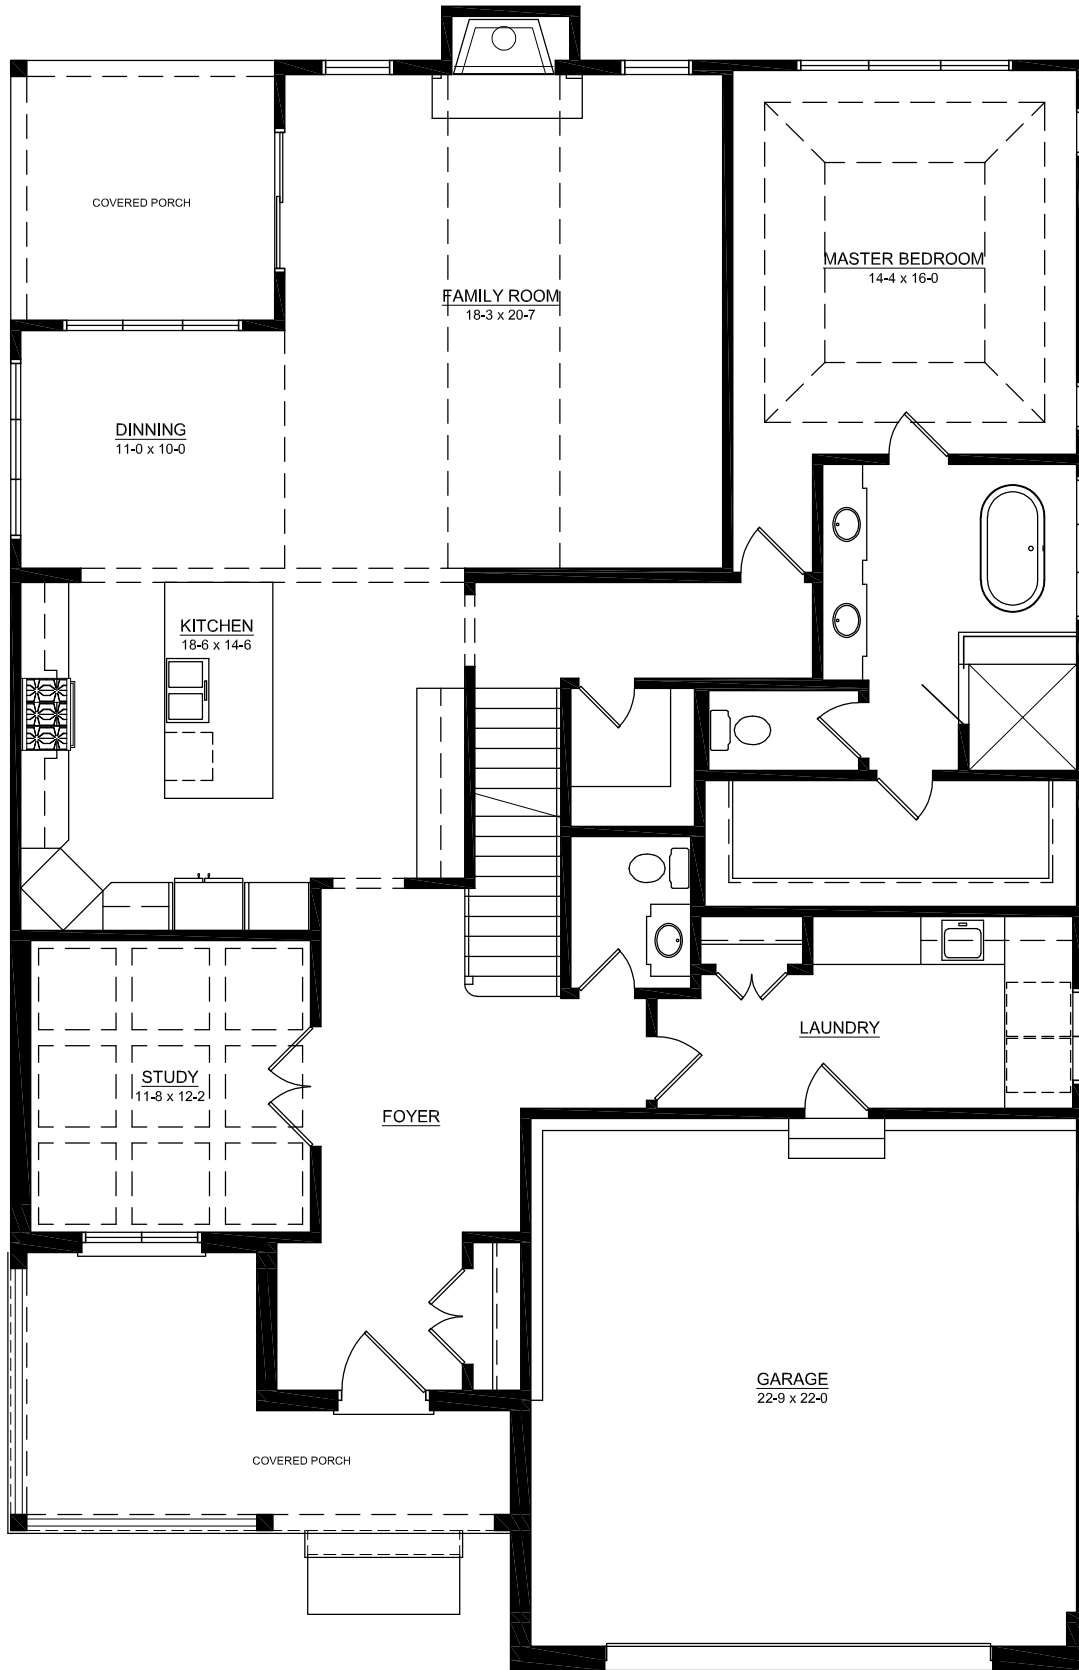 COVERED PORCH
MASTER BEDROOM
14-4 x 16-0
FAMILY ROOM
18-3 x 20-7
DINNING
11-0 x 10-0
KITCHEN
18-6 x 14-6
LAUNDRY
STUDY
11-8 x 12-2
FOYER
GARAGE
22-9 x 22-0
COVERED PORCH